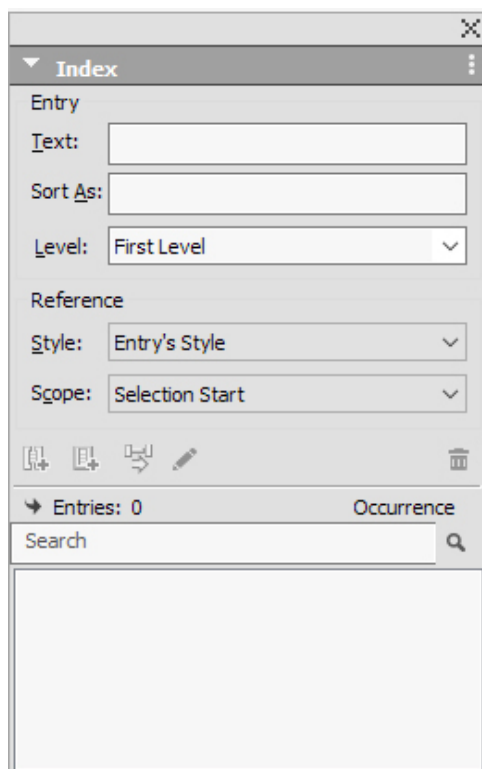 Index
Entry
Text:
Sort As:
Level: First Level
Reference
Style: Entry's Style
Scope: Selection Start
Entries: 0 Occurrence
Search